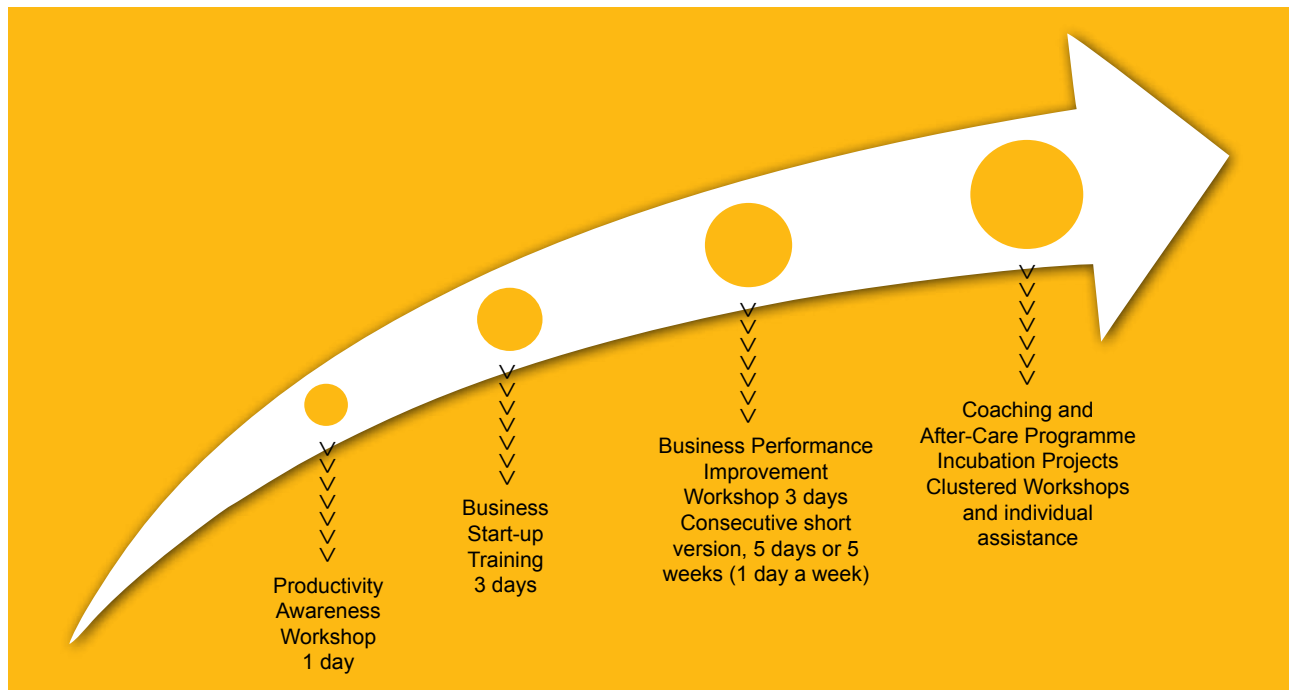 Productivity
Awareness
Workshop
1 day
Business
Start-up
Training
3 days
Business Performance
Improvement
Workshop 3 days
Consecutive short
version, 5 days or 5
weeks (1 day a week)
Coaching and
After-Care Programme
Incubation Projects
Clustered Workshops
and individual
assistance